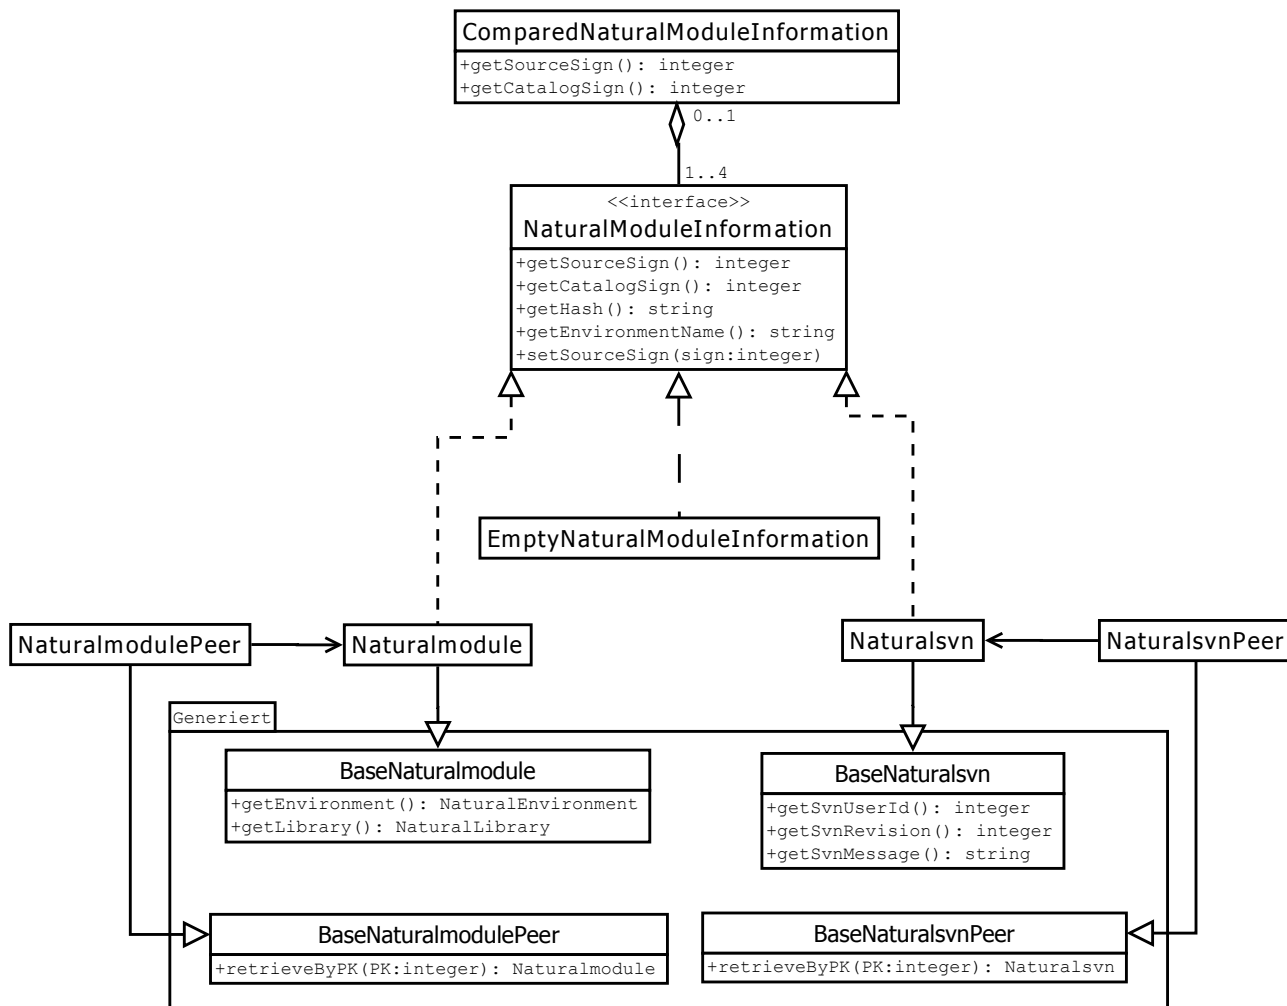 ComparedNaturalModuleInformation
+getSourceSign(): integer
+getCatalogSign(): integer
0..1
1..4
<<interface>>
NaturalModuleInformation
+getSourceSign(): integer
+getCatalogSign(): integer
+getHash(): string
+getEnvironmentName(): string
+setSourceSign(sign:integer)
EmptyNaturalModuleInformation
NaturalmodulePeer
Naturalmodule
Naturalsvn
NaturalsvnPeer
Generiert
BaseNaturalmodule
+getEnvironment(): NaturalEnvironment
+getLibrary(): NaturalLibrary
BaseNaturalsvn
+getSvnUserId(): integer
+getSvnRevision(): integer
+getSvnMessage(): string
BaseNaturalmodulePeer
+retrieveByPK(PK:integer): Naturalmodule
BaseNaturalsvnPeer
+retrieveByPK(PK:integer): Naturalsvn